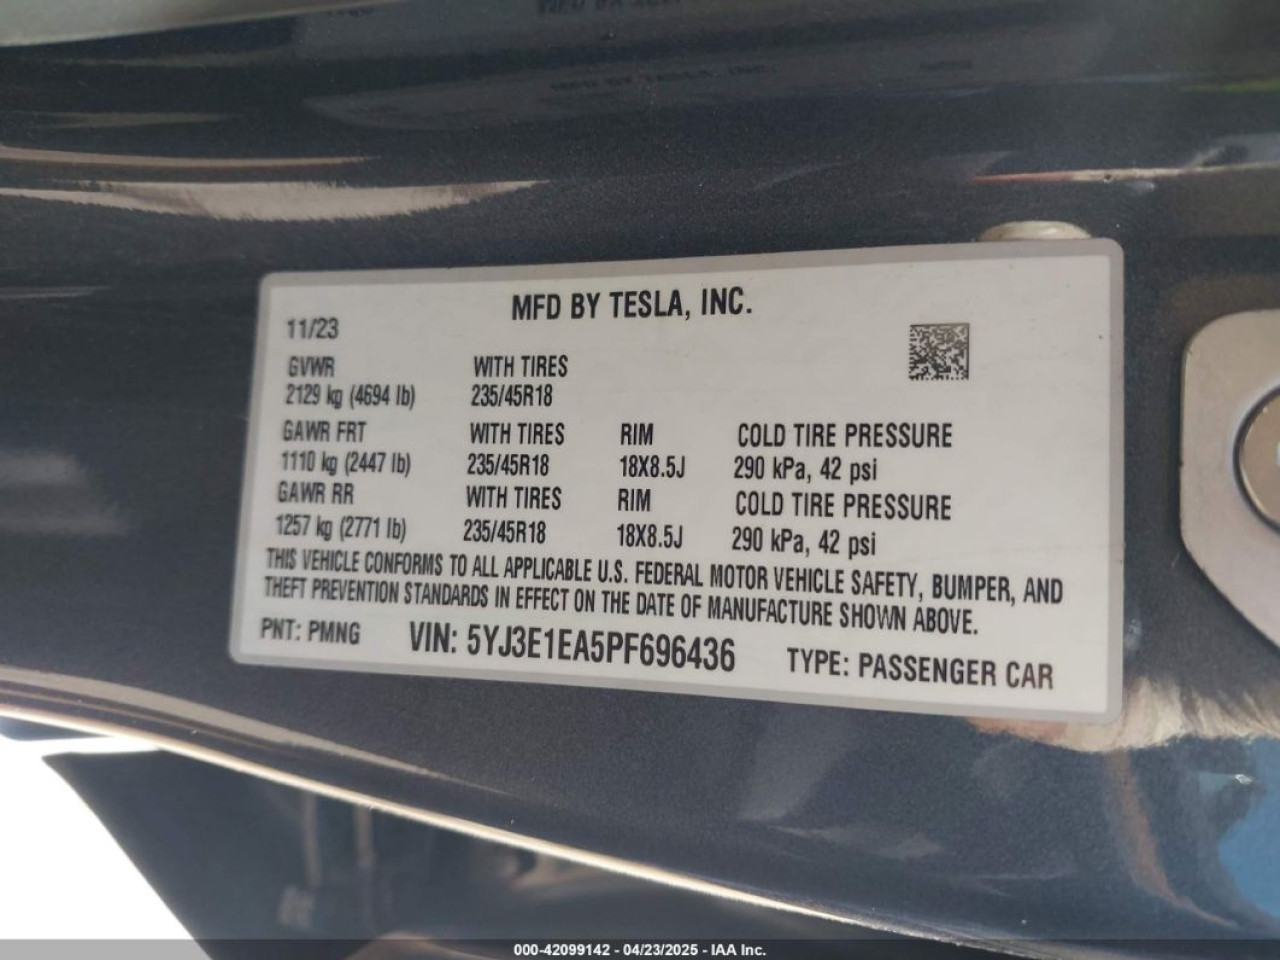 MFD BY TESLA, INC.
11/23
GVWR WITH TIRES
2129 kg (4694 lb) 235/45R18
GAWR FRT WITH TIRES RIM COLD TIRE PRESSURE
1110 kg (2447 lb) 235/45R18 18X8.5J 290 kPa, 42 psi
GAWR RR WITH TIRES RIM COLD TIRE PRESSURE
1257 kg (2771 lb) 235/45R18 18X8.5J 290 kPa, 42 psi
THIS VEHICLE CONFORMS TO ALL APPLICABLE U.S. FEDERAL MOTOR VEHICLE SAFETY, BUMPER, AND
THEFT PREVENTION STANDARDS IN EFFECT ON THE DATE OF MANUFACTURE SHOWN ABOVE.
PNT: PMNG VIN: 5YJ3E1EA5PF696436 TYPE: PASSENGER CAR
000-42099142 - 04/23/2025 - IAA Inc.